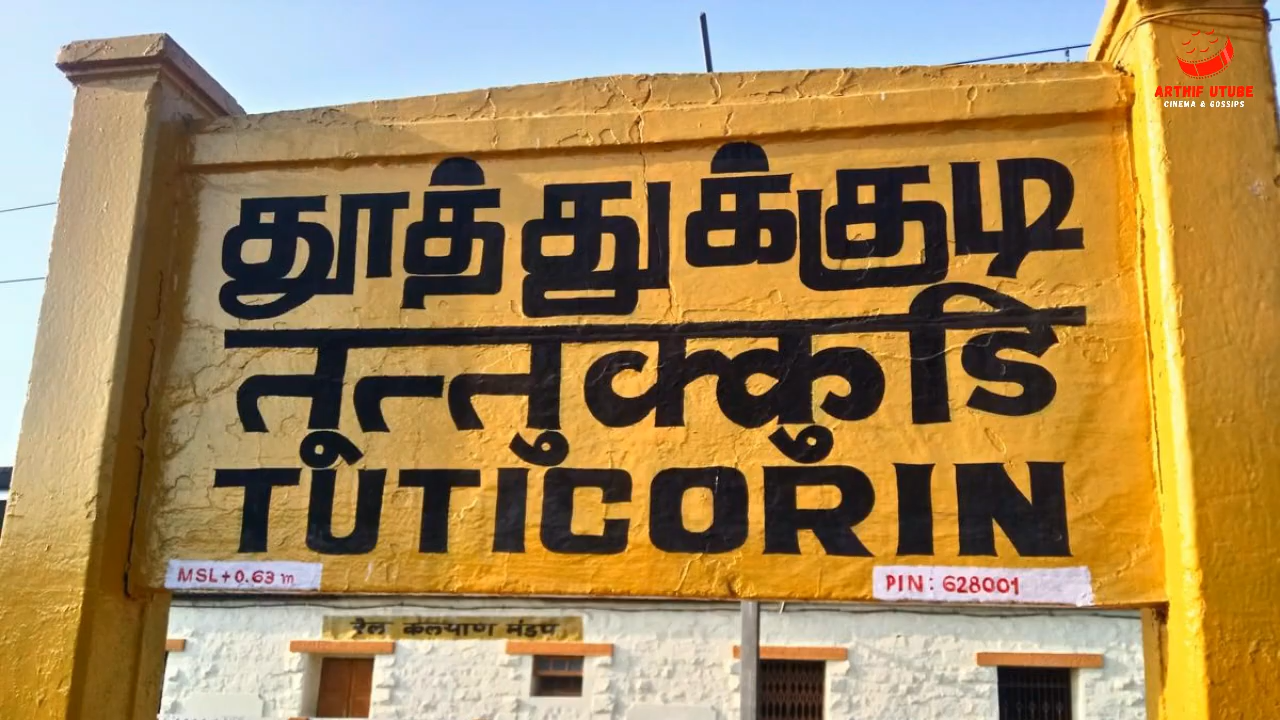 ARTHIF UTUBE
CINEMA & GOSSIPS
தூத்துக்குடி
तूत्तुक्कुडि
TUTICORIN
MSL+0.63 m
PIN: 628001
रेल कल्याण मंडप